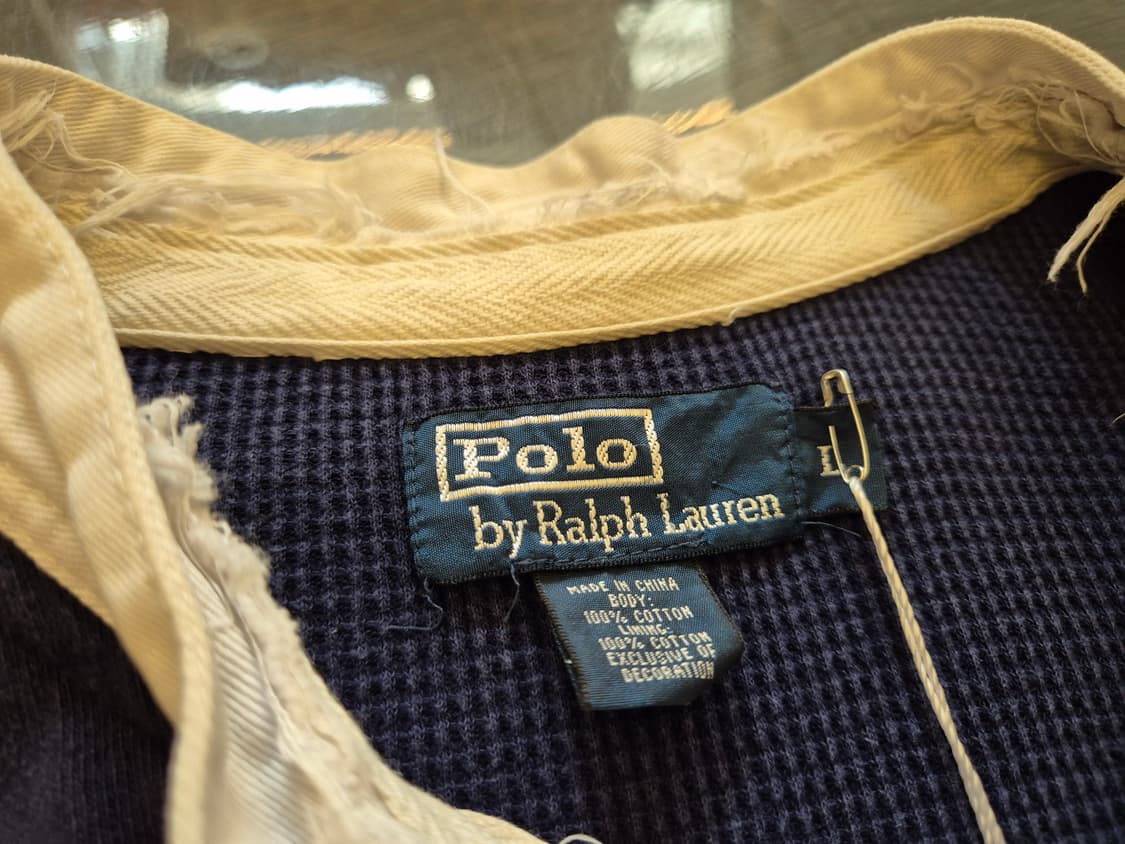 Polo
by Ralph Lauren
L
MADE IN CHINA
BODY:
100% COTTON
LINING:
100% COTTON
EXCLUSIVE OF
DECORATION